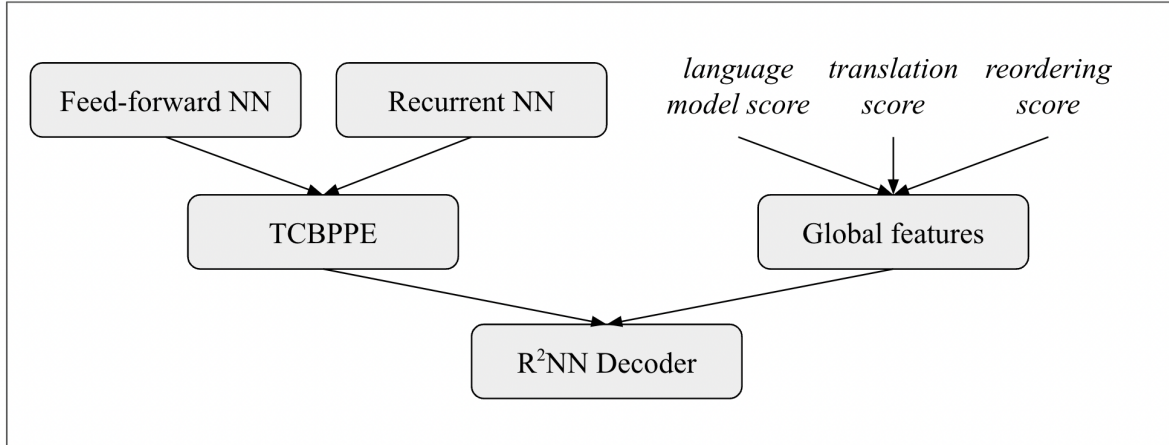 Feed-forward NN
Recurrent NN
language model score
translation score
reordering score
TCBPPE
Global features
R²NN Decoder